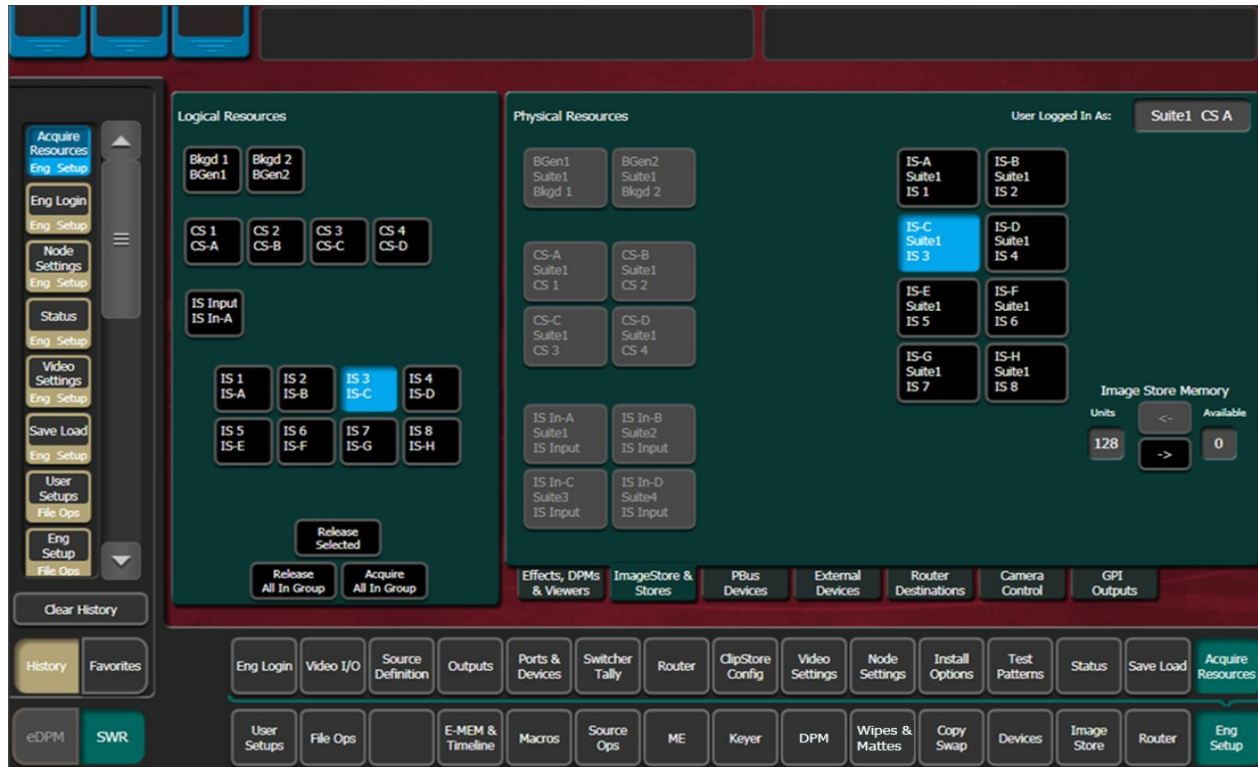 Logical Resources
Physical Resources
User Logged In As:
Suite1 CS A
Acquire
Resources
Eng Setup
Eng Login
Eng Setup
Node
Settings
Eng Setup
Status
Eng Setup
Video
Settings
Eng Setup
Save Load
Eng Setup
User
Setups
File Ops
Eng
Setup
File Ops
Clear History
History
Favorites
eDPM
SWR
Bkgd 1
BGen1
Bkgd 2
BGen2
CS 1
CS-A
CS 2
CS-B
CS 3
CS-C
CS 4
CS-D
IS Input
IS In-A
IS 1
IS-A
IS 2
IS-B
IS 3
IS-C
IS 4
IS-D
IS 5
IS-E
IS 6
IS-F
IS 7
IS-G
IS 8
IS-H
Release
Selected
Release
All In Group
Acquire
All In Group
BGen1
Suite1
Bkgd 1
BGen2
Suite1
Bkgd 2
CS-A
Suite1
CS 1
CS-B
Suite1
CS 2
CS-C
Suite1
CS 3
CS-D
Suite1
CS 4
IS In-A
Suite1
IS Input
IS In-B
Suite2
IS Input
IS In-C
Suite3
IS Input
IS In-D
Suite4
IS Input
IS-A
Suite1
IS 1
IS-B
Suite1
IS 2
IS-C
Suite1
IS 3
IS-D
Suite1
IS 4
IS-E
Suite1
IS 5
IS-F
Suite1
IS 6
IS-G
Suite1
IS 7
IS-H
Suite1
IS 8
Image Store Memory
Units
<-
Available
128
->
0
Effects, DPMs
& Viewers
ImageStore &
Stores
PBus
Devices
External
Devices
Router
Destinations
Camera
Control
GPI
Outputs
Eng Login
Video I/O
Source
Definition
Outputs
Ports &
Devices
Switcher
Tally
Router
ClipStore
Config
Video
Settings
Node
Settings
Install
Options
Test
Patterns
Status
Save Load
Acquire
Resources
User
Setups
File Ops
E-MEM &
Timeline
Macros
Source
Ops
ME
Keyer
DPM
Wipes &
Mattes
Copy
Swap
Devices
Image
Store
Router
Eng
Setup